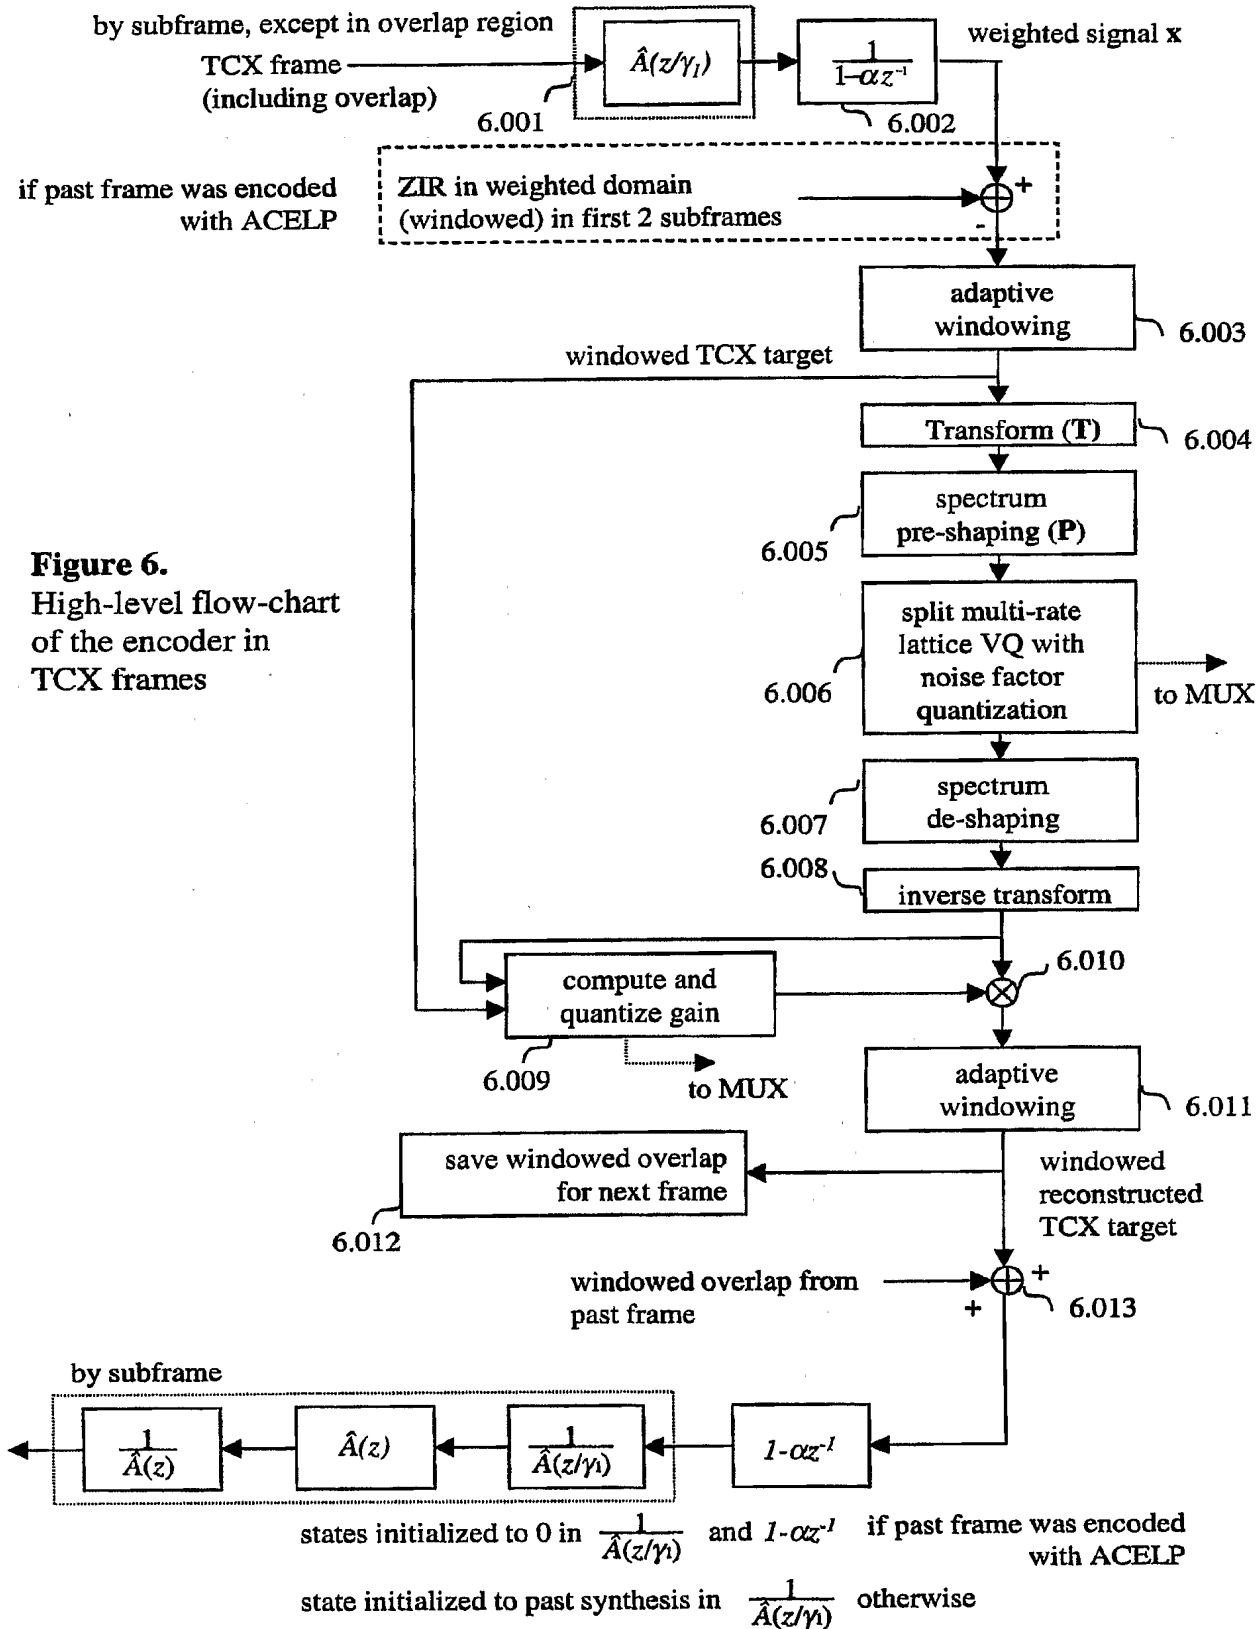 by subframe, except in overlap region
TCX frame
(including overlap)
Â(z/γ₁)
1
1-αz⁻¹
weighted signal x
6.001
6.002
if past frame was encoded
with ACELP
ZIR in weighted domain
(windowed) in first 2 subframes
+
-
adaptive
windowing
6.003
windowed TCX target
Transform (T)
6.004
spectrum
pre-shaping (P)
6.005
Figure 6.
High-level flow-chart
of the encoder in
TCX frames
split multi-rate
lattice VQ with
noise factor
quantization
6.006
to MUX
spectrum
de-shaping
6.007
6.008
inverse transform
compute and
quantize gain
6.010
6.009
to MUX
adaptive
windowing
6.011
save windowed overlap
for next frame
6.012
windowed
reconstructed
TCX target
windowed overlap from
past frame
+
+
6.013
by subframe
1
Â(z)
Â(z)
1
Â(z/γ₁)
1-αz⁻¹
states initialized to 0 in 1/Â(z/γ₁) and 1-αz⁻¹ if past frame was encoded
with ACELP
state initialized to past synthesis in 1/Â(z/γ₁) otherwise